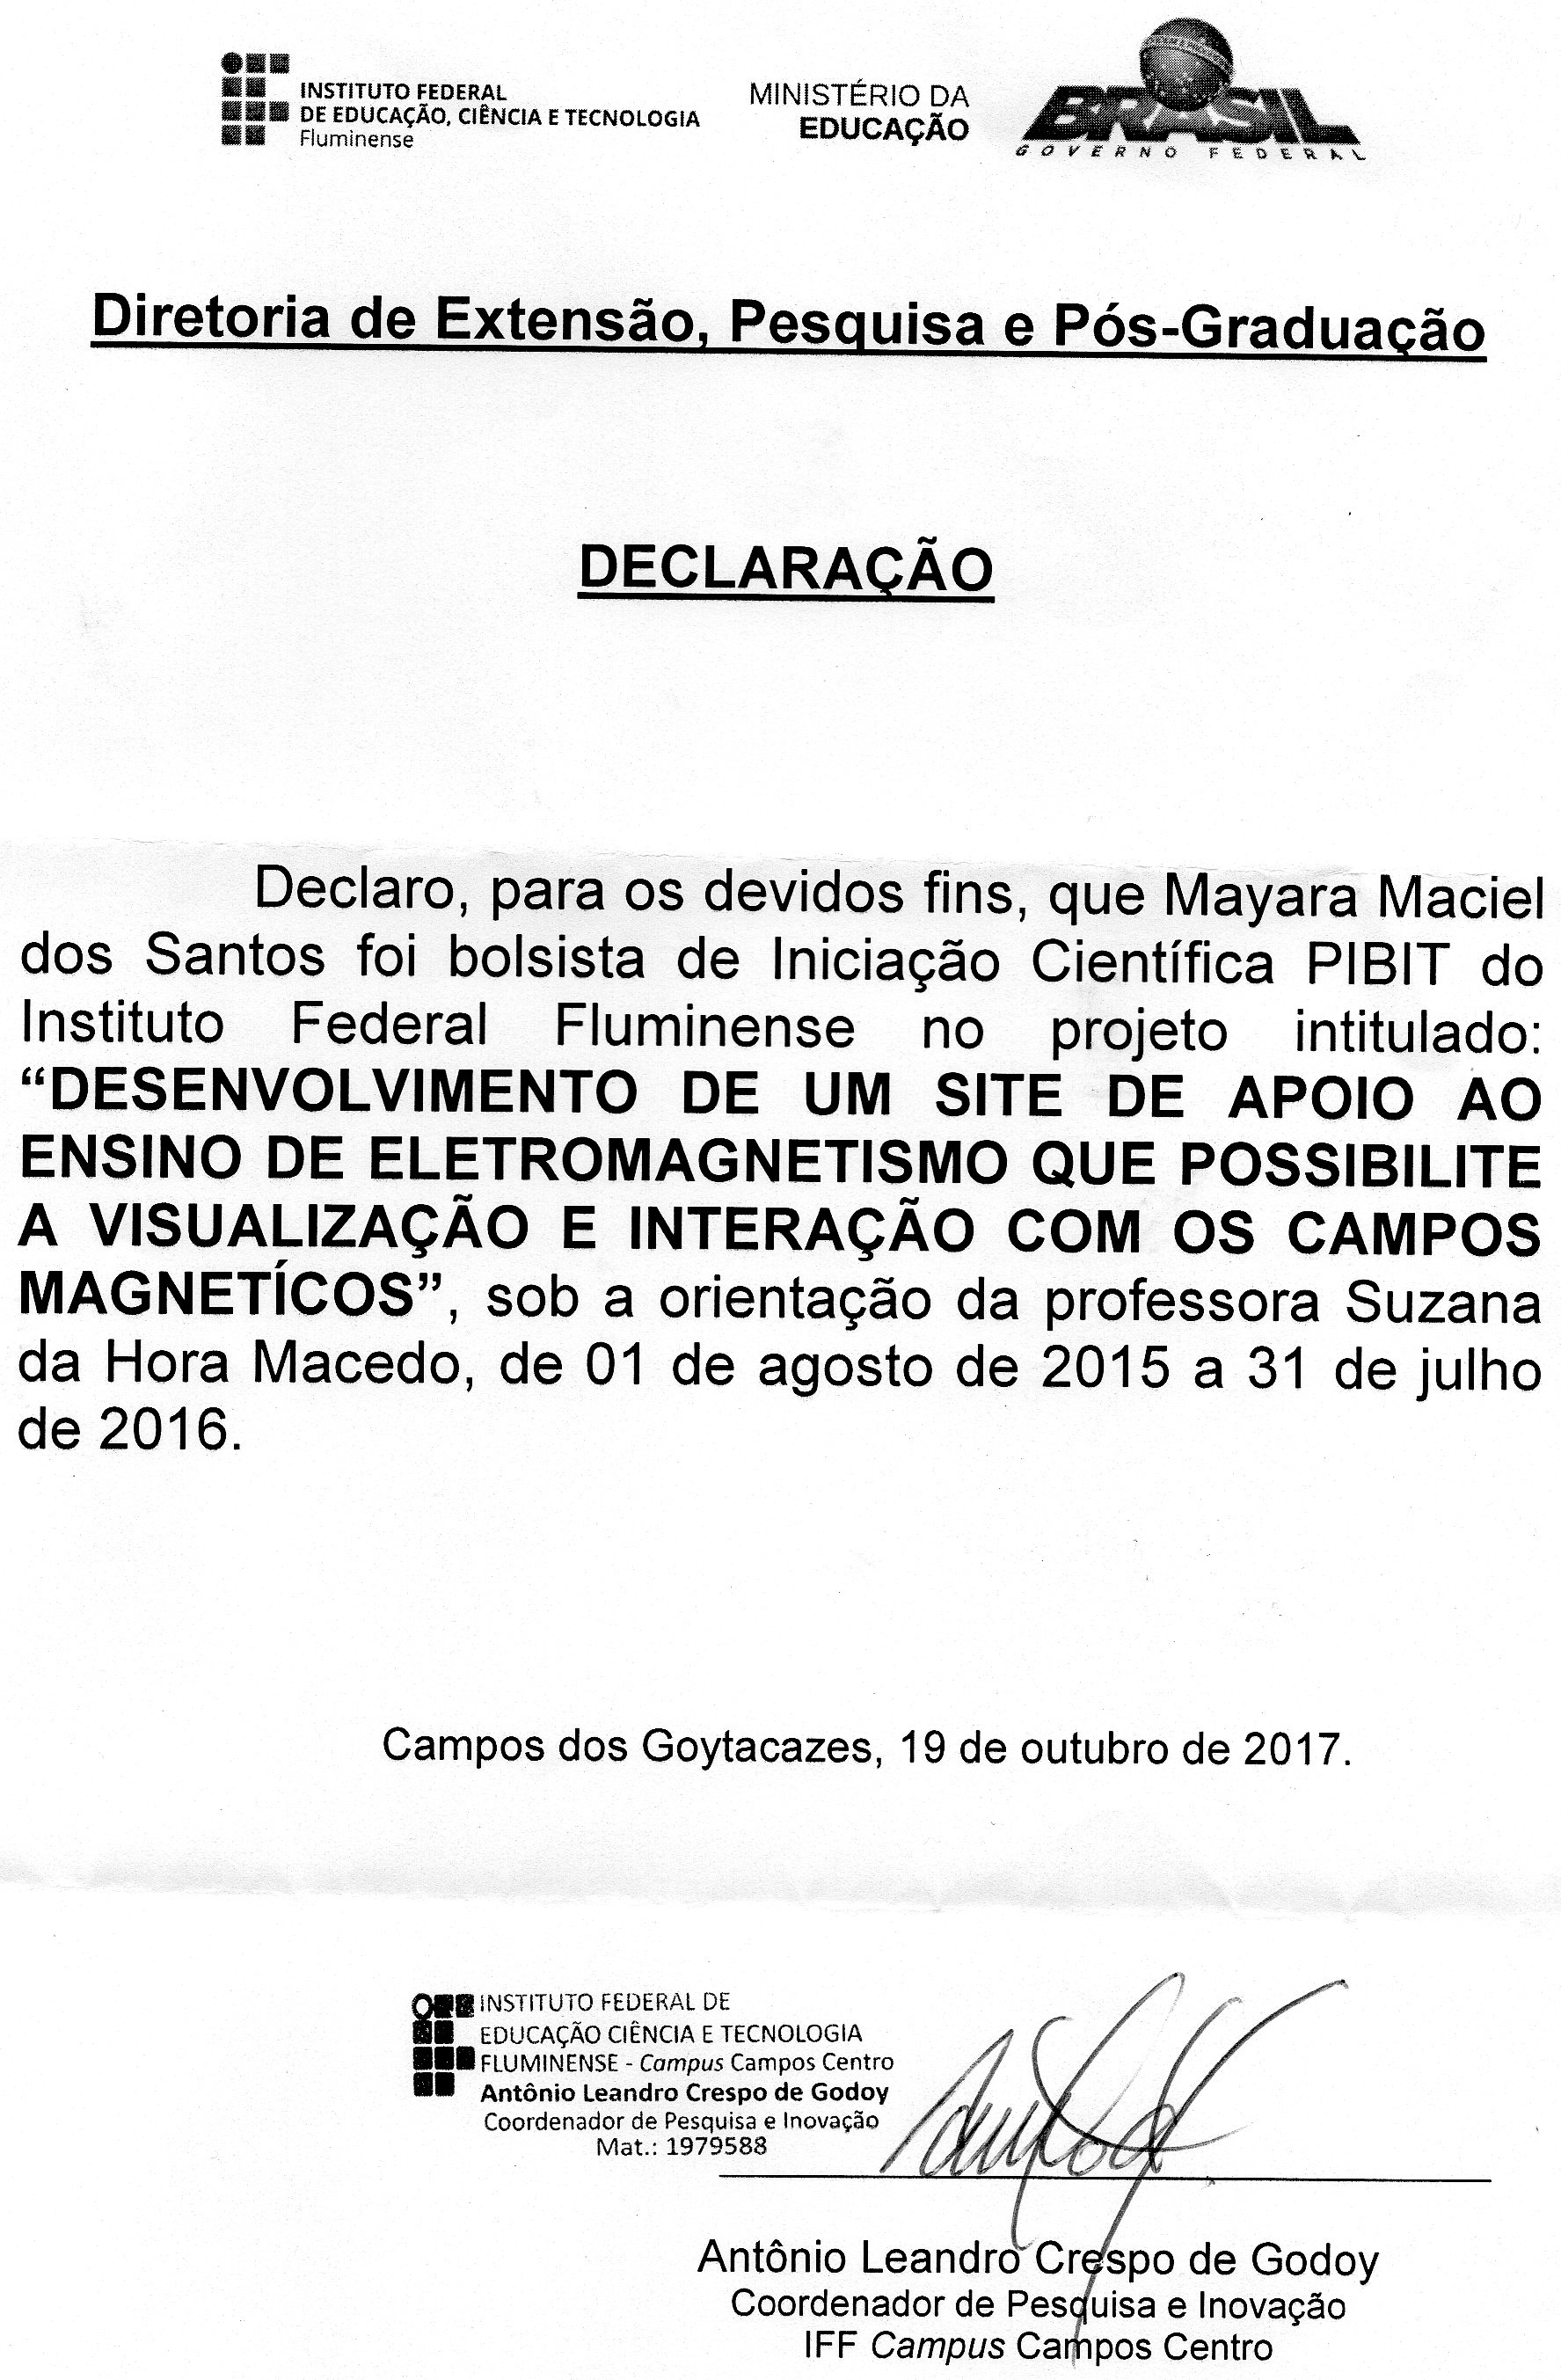 INSTITUTO FEDERAL
DE EDUCAÇÃO, CIÊNCIA E TECNOLOGIA
Fluminense
MINISTÉRIO DA
EDUCAÇÃO
BRASIL
GOVERNO FEDERAL
Diretoria de Extensão, Pesquisa e Pós-Graduação
DECLARAÇÃO
Declaro, para os devidos fins, que Mayara Maciel
dos Santos foi bolsista de Iniciação Científica PIBIT do
Instituto Federal Fluminense no projeto intitulado:
“DESENVOLVIMENTO DE UM SITE DE APOIO AO
ENSINO DE ELETROMAGNETISMO QUE POSSIBILITE
A VISUALIZAÇÃO E INTERAÇÃO COM OS CAMPOS
MAGNETÍCOS”, sob a orientação da professora Suzana
da Hora Macedo, de 01 de agosto de 2015 a 31 de julho
de 2016.
Campos dos Goytacazes, 19 de outubro de 2017.
INSTITUTO FEDERAL DE
EDUCAÇÃO CIÊNCIA E TECNOLOGIA
FLUMINENSE - Campus Campos Centro
Antônio Leandro Crespo de Godoy
Coordenador de Pesquisa e Inovação
Mat.: 1979588
Antônio Leandro Crespo de Godoy
Coordenador de Pesquisa e Inovação
IFF Campus Campos Centro